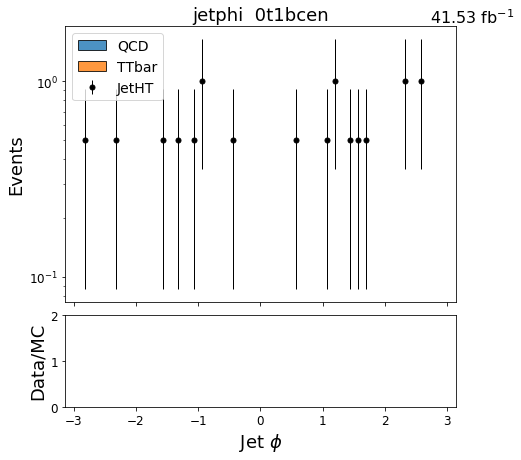 jetphi 0t1bcen
41.53 fb⁻¹
QCD
TTbar
JetHT
10⁰
10⁻¹
Events
2
1
0
Data/MC
−3 −2 −1 0 1 2 3
Jet ϕ